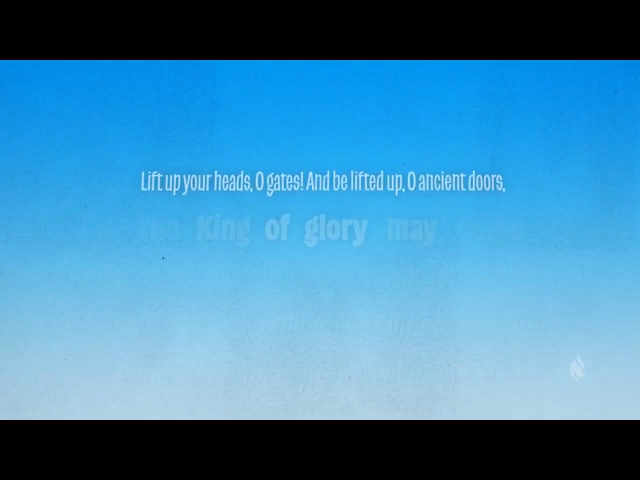 Lift up your heads, O gates! And be lifted up, O ancient doors,
King of glory may